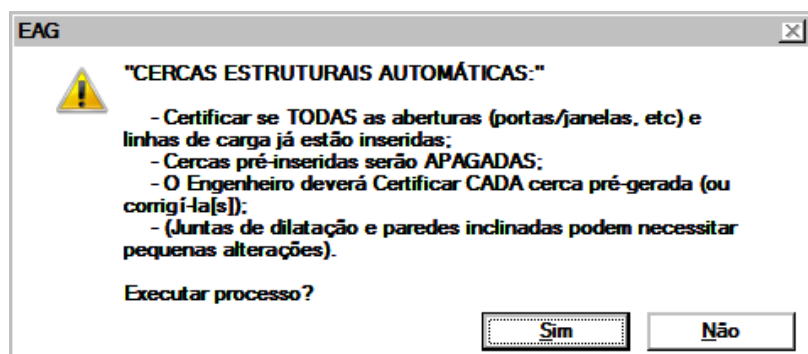 EAG
"CERCAS ESTRUTURAIS AUTOMÁTICAS:"
- Certificar se TODAS as aberturas (portas/janelas, etc) e
linhas de carga já estão inseridas;
- Cercas pré-inseridas serão APAGADAS;
- O Engenheiro deverá Certificar CADA cerca pré-gerada (ou
corrigí-la[s]);
- (Juntas de dilatação e paredes inclinadas podem necessitar
pequenas alterações).
Executar processo?
Sim
Não